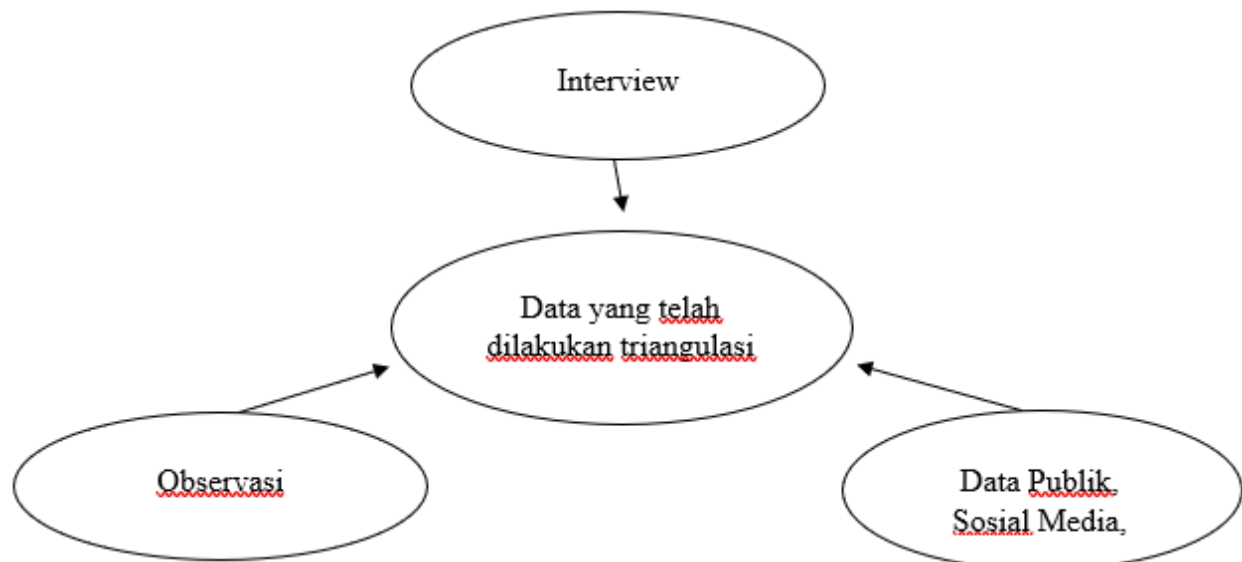 Interview
Data yang telah
dilakukan triangulasi
Observasi
Data Publik,
Sosial Media,